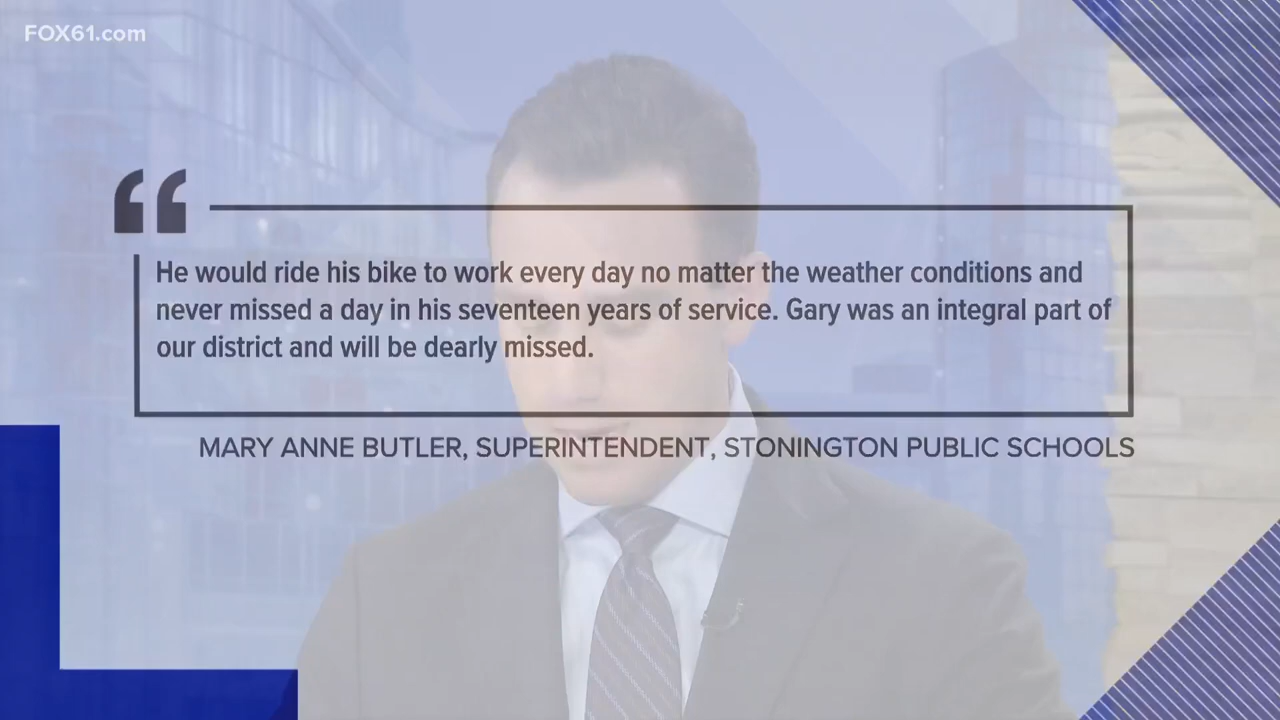 FOX61.com
“
He would ride his bike to work every day no matter the weather conditions and
never missed a day in his seventeen years of service. Gary was an integral part of
our district and will be dearly missed.
MARY ANNE BUTLER, SUPERINTENDENT, STONINGTON PUBLIC SCHOOLS